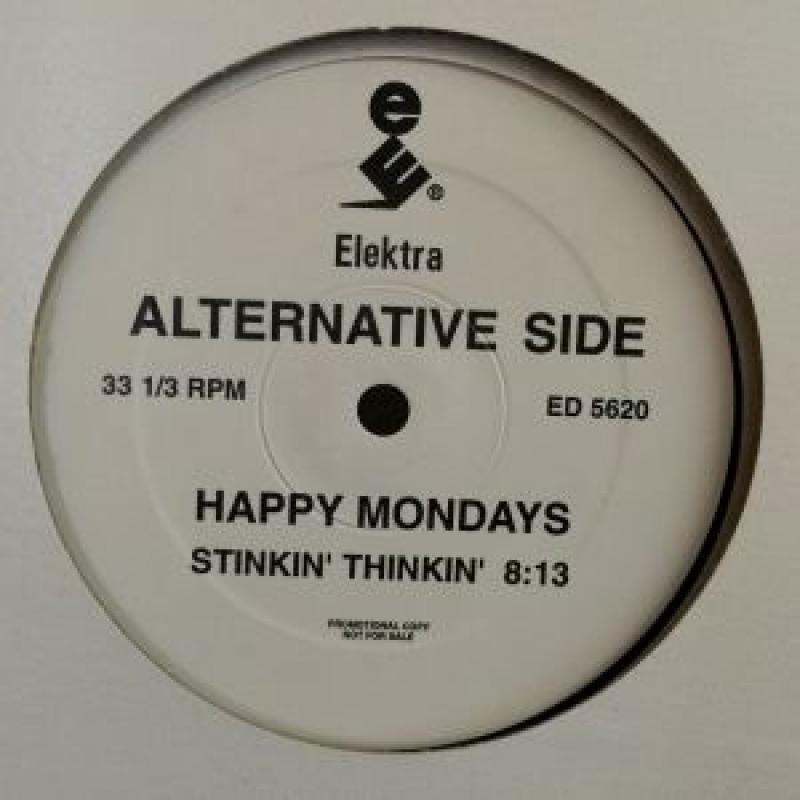 e
E®
Elektra
ALTERNATIVE SIDE
33 1/3 RPM
ED 5620
HAPPY MONDAYS
STINKIN' THINKIN' 8:13
PROMOTIONAL COPY
NOT FOR SALE